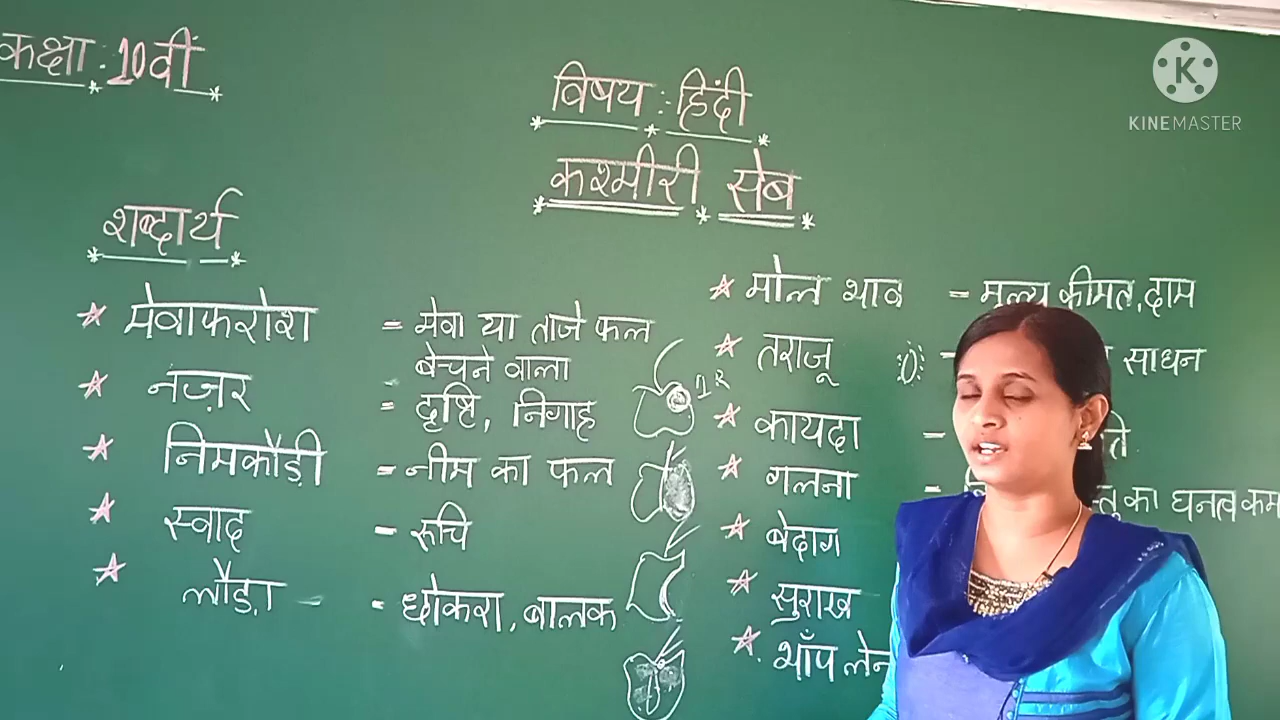 कक्षा : 10वीं
विषय : हिंदी
कश्मीरी सेब
शब्दार्थ
★ मेवाफरोश = मेवा या ताजे फल
बेचने वाला
★ नज़र = दृष्टि, निगाह
★ निमकौड़ी = नीम का फल
★ स्वाद - रुचि
★ लौड़ा - = छोकरा, बालक
★ मोल भाव = मूल्य कीमत, दाम
★ तराजू - साधन
★ कायदा -
★ गलना - का घनत्व कम
★ बेदाग
★ सुराख
★ भाँप
KINEMASTER